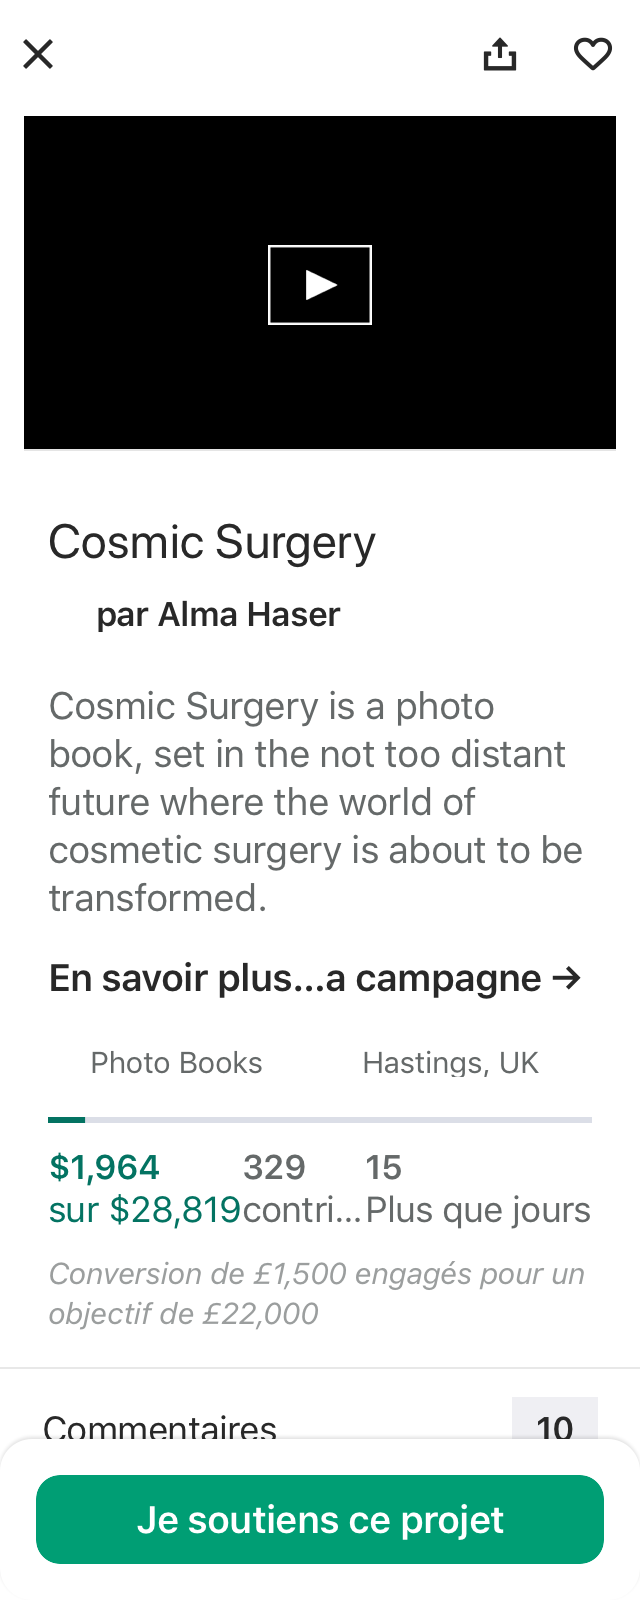 Cosmic Surgery
par Alma Haser
Cosmic Surgery is a photo
book, set in the not too distant
future where the world of
cosmetic surgery is about to be
transformed.
En savoir plus...a campagne →
Photo Books
Hastings, UK
$1,964
sur $28,819
329
contri...
15
Plus que jours
Conversion de £1,500 engagés pour un
objectif de £22,000
Commentaires
10
Je soutiens ce projet